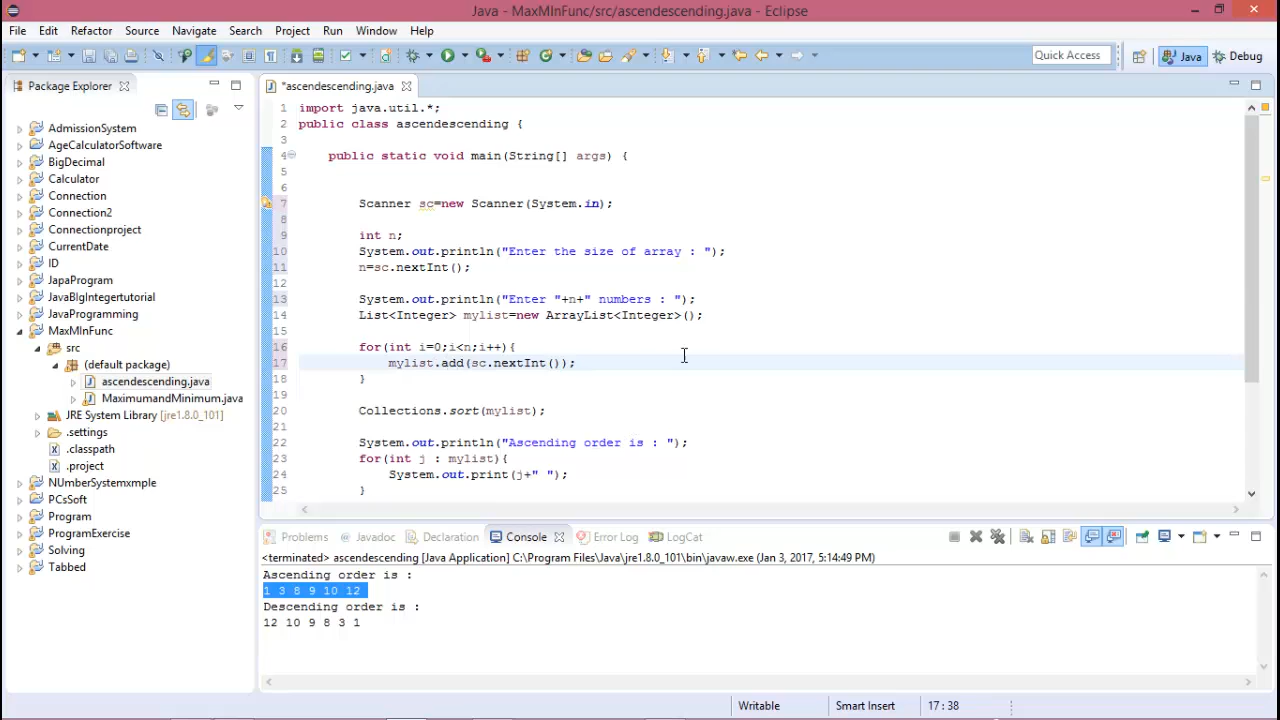 Java - MaxMInFunc/src/ascendescending.java - Eclipse
File Edit Refactor Source Navigate Search Project Run Window Help
Quick Access Java Debug
Package Explorer
*ascendescending.java
AdmissionSystem
AgeCalculatorSoftware
BigDecimal
Calculator
Connection
Connection2
Connectionproject
CurrentDate
ID
JapaProgram
JavaBIgIntegertutorial
JavaProgramming
MaxMInFunc
src
(default package)
ascendescending.java
MaximumandMinimum.java
JRE System Library [jre1.8.0_101]
.settings
.classpath
.project
NUmberSystemxmple
PCsSoft
Program
ProgramExercise
Solving
Tabbed
1 import java.util.*;
2 public class ascendescending {
3
4 public static void main(String[] args) {
5
6
7 Scanner sc=new Scanner(System.in);
8
9 int n;
10 System.out.println("Enter the size of array : ");
11 n=sc.nextInt();
12
13 System.out.println("Enter "+n+" numbers : ");
14 List<Integer> mylist=new ArrayList<Integer>();
15
16 for(int i=0;i<n;i++){
17 mylist.add(sc.nextInt());
18 }
19
20 Collections.sort(mylist);
21
22 System.out.println("Ascending order is : ");
23 for(int j : mylist){
24 System.out.print(j+" ");
25 }
Problems Javadoc Declaration Console Error Log LogCat
<terminated> ascendescending [Java Application] C:\Program Files\Java\jre1.8.0_101\bin\javaw.exe (Jan 3, 2017, 5:14:49 PM)
Ascending order is :
1 3 8 9 10 12
Descending order is :
12 10 9 8 3 1
Writable Smart Insert 17 : 38